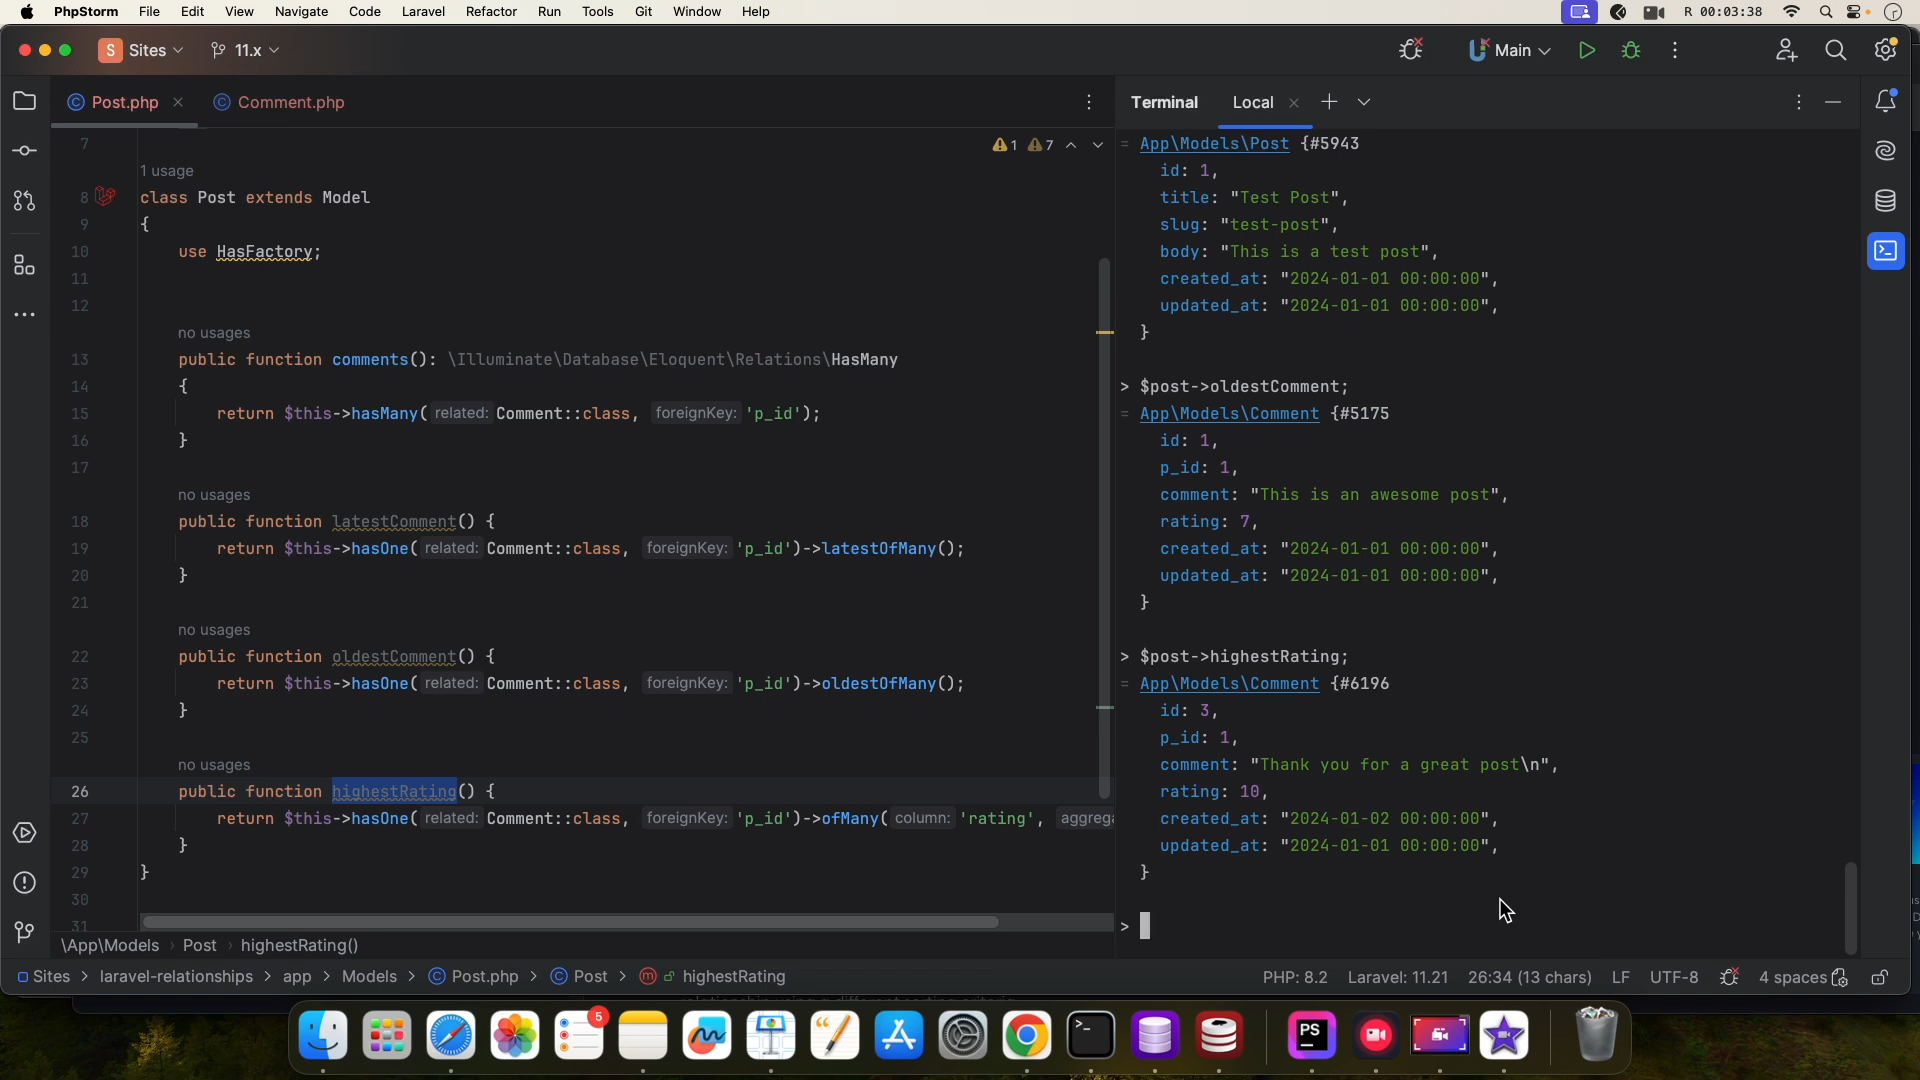 PhpStorm File Edit View Navigate Code Laravel Refactor Run Tools Git Window Help R 00:03:38
S Sites 11.x Main
Post.php Comment.php
1 7
7
1 usage
8 class Post extends Model
9 {
10 use HasFactory;
11
12
no usages
13 public function comments(): \Illuminate\Database\Eloquent\Relations\HasMany
14 {
15 return $this->hasMany( related: Comment::class, foreignKey: 'p_id');
16 }
17
no usages
18 public function latestComment() {
19 return $this->hasOne( related: Comment::class, foreignKey: 'p_id')->latestOfMany();
20 }
21
no usages
22 public function oldestComment() {
23 return $this->hasOne( related: Comment::class, foreignKey: 'p_id')->oldestOfMany();
24 }
25
no usages
26 public function highestRating() {
27 return $this->hasOne( related: Comment::class, foreignKey: 'p_id')->ofMany( column: 'rating', aggreg
28 }
29 }
30
31
\App\Models › Post › highestRating()
Terminal Local
= App\Models\Post {#5943
id: 1,
title: "Test Post",
slug: "test-post",
body: "This is a test post",
created_at: "2024-01-01 00:00:00",
updated_at: "2024-01-01 00:00:00",
}
> $post->oldestComment;
= App\Models\Comment {#5175
id: 1,
p_id: 1,
comment: "This is an awesome post",
rating: 7,
created_at: "2024-01-01 00:00:00",
updated_at: "2024-01-01 00:00:00",
}
> $post->highestRating;
= App\Models\Comment {#6196
id: 3,
p_id: 1,
comment: "Thank you for a great post\n",
rating: 10,
created_at: "2024-01-02 00:00:00",
updated_at: "2024-01-01 00:00:00",
}
>
Sites > laravel-relationships > app > Models > Post.php > Post > highestRating PHP: 8.2 Laravel: 11.21 26:34 (13 chars) LF UTF-8 4 spaces
5
PS